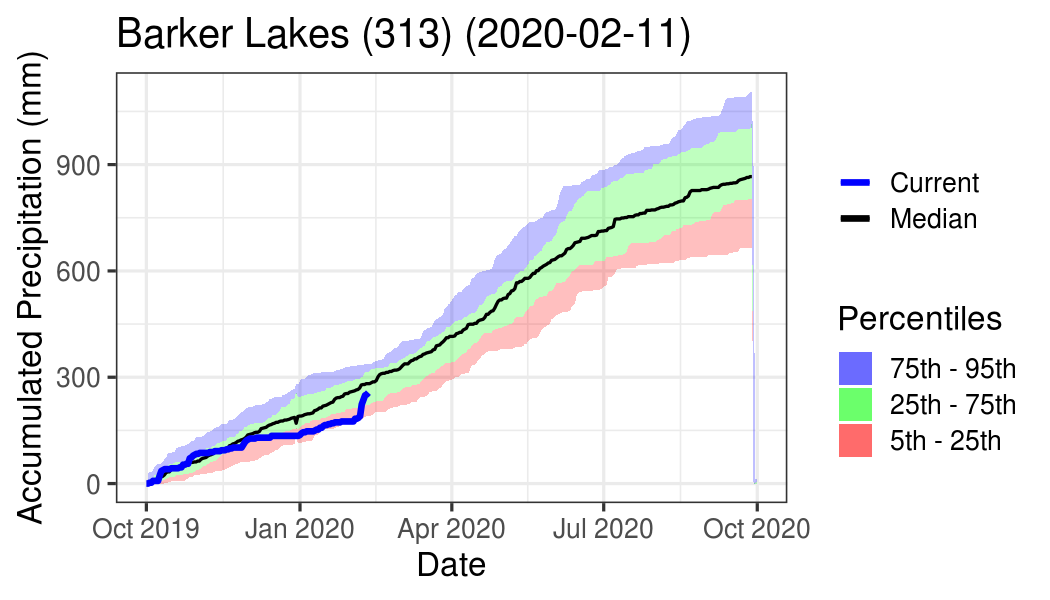 Barker Lakes (313) (2020-02-11)
Accumulated Precipitation (mm)
900
600
300
0
Oct 2019
Jan 2020
Apr 2020
Jul 2020
Oct 2020
Date
Current
Median
Percentiles
75th - 95th
25th - 75th
5th - 25th